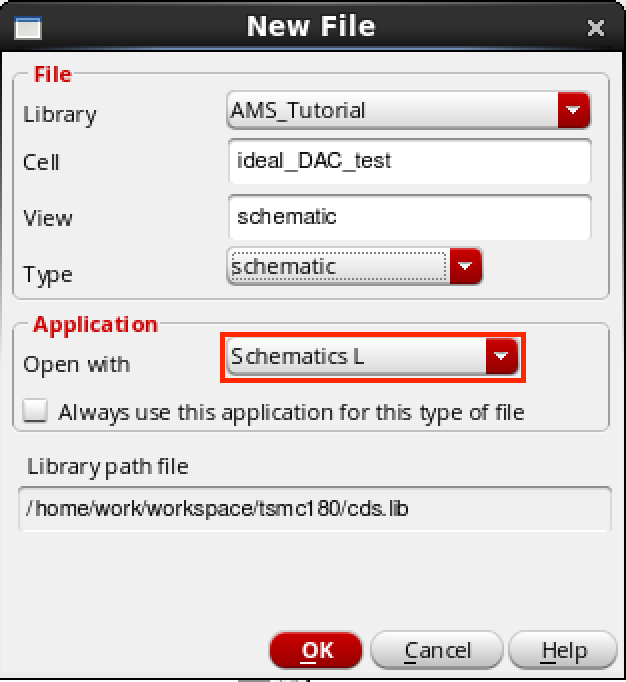 New File
File
Library AMS_Tutorial
Cell ideal_DAC_test
View schematic
Type schematic
Application
Open with Schematics L
Always use this application for this type of file
Library path file
/home/work/workspace/tsmc180/cds.lib
OK Cancel Help